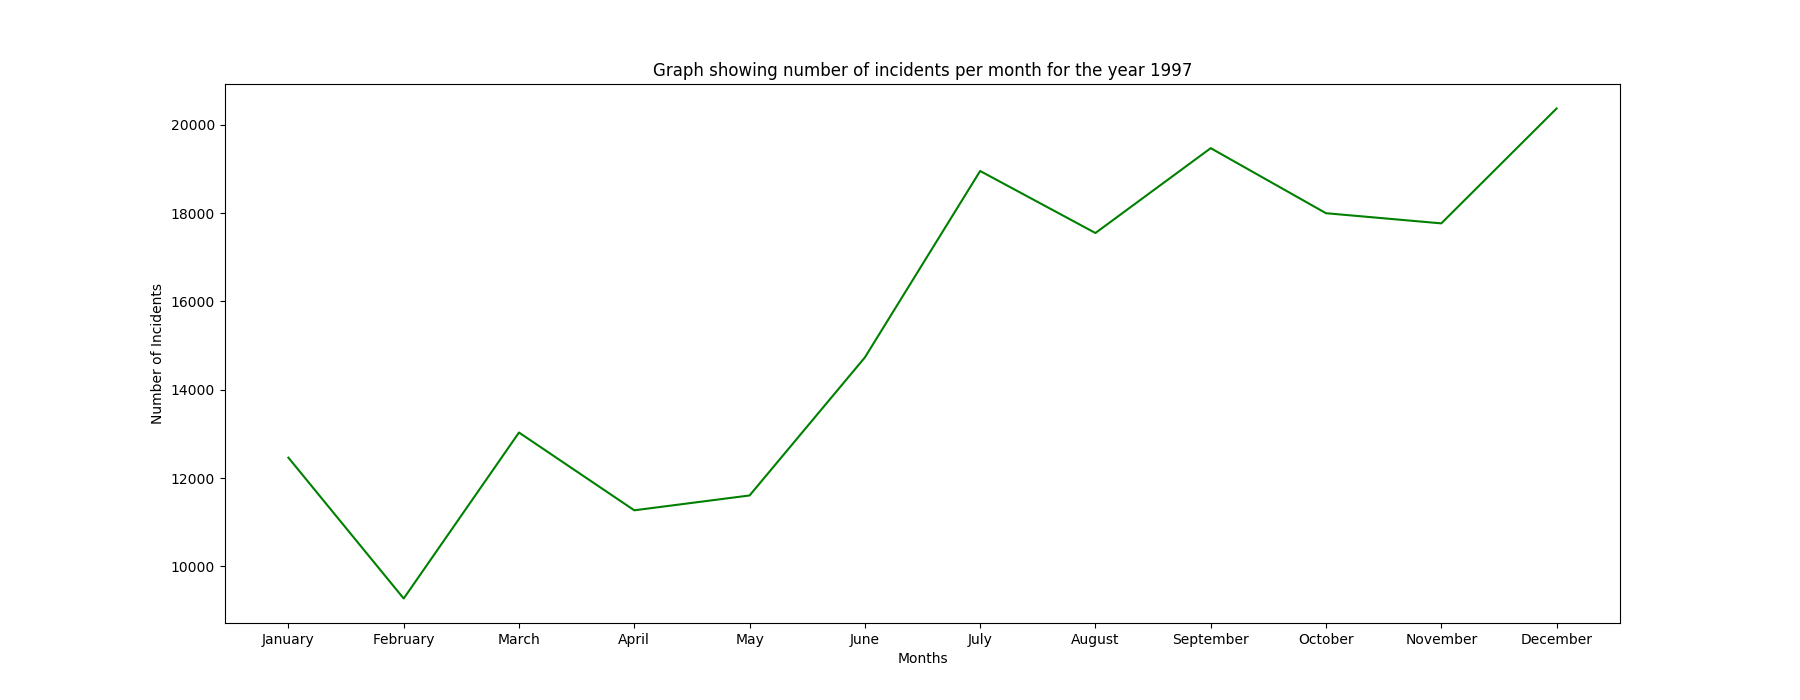 Graph showing number of incidents per month for the year 1997
20000
18000
16000
14000
12000
10000
Number of Incidents
January February March April May June July August September October November December
Months